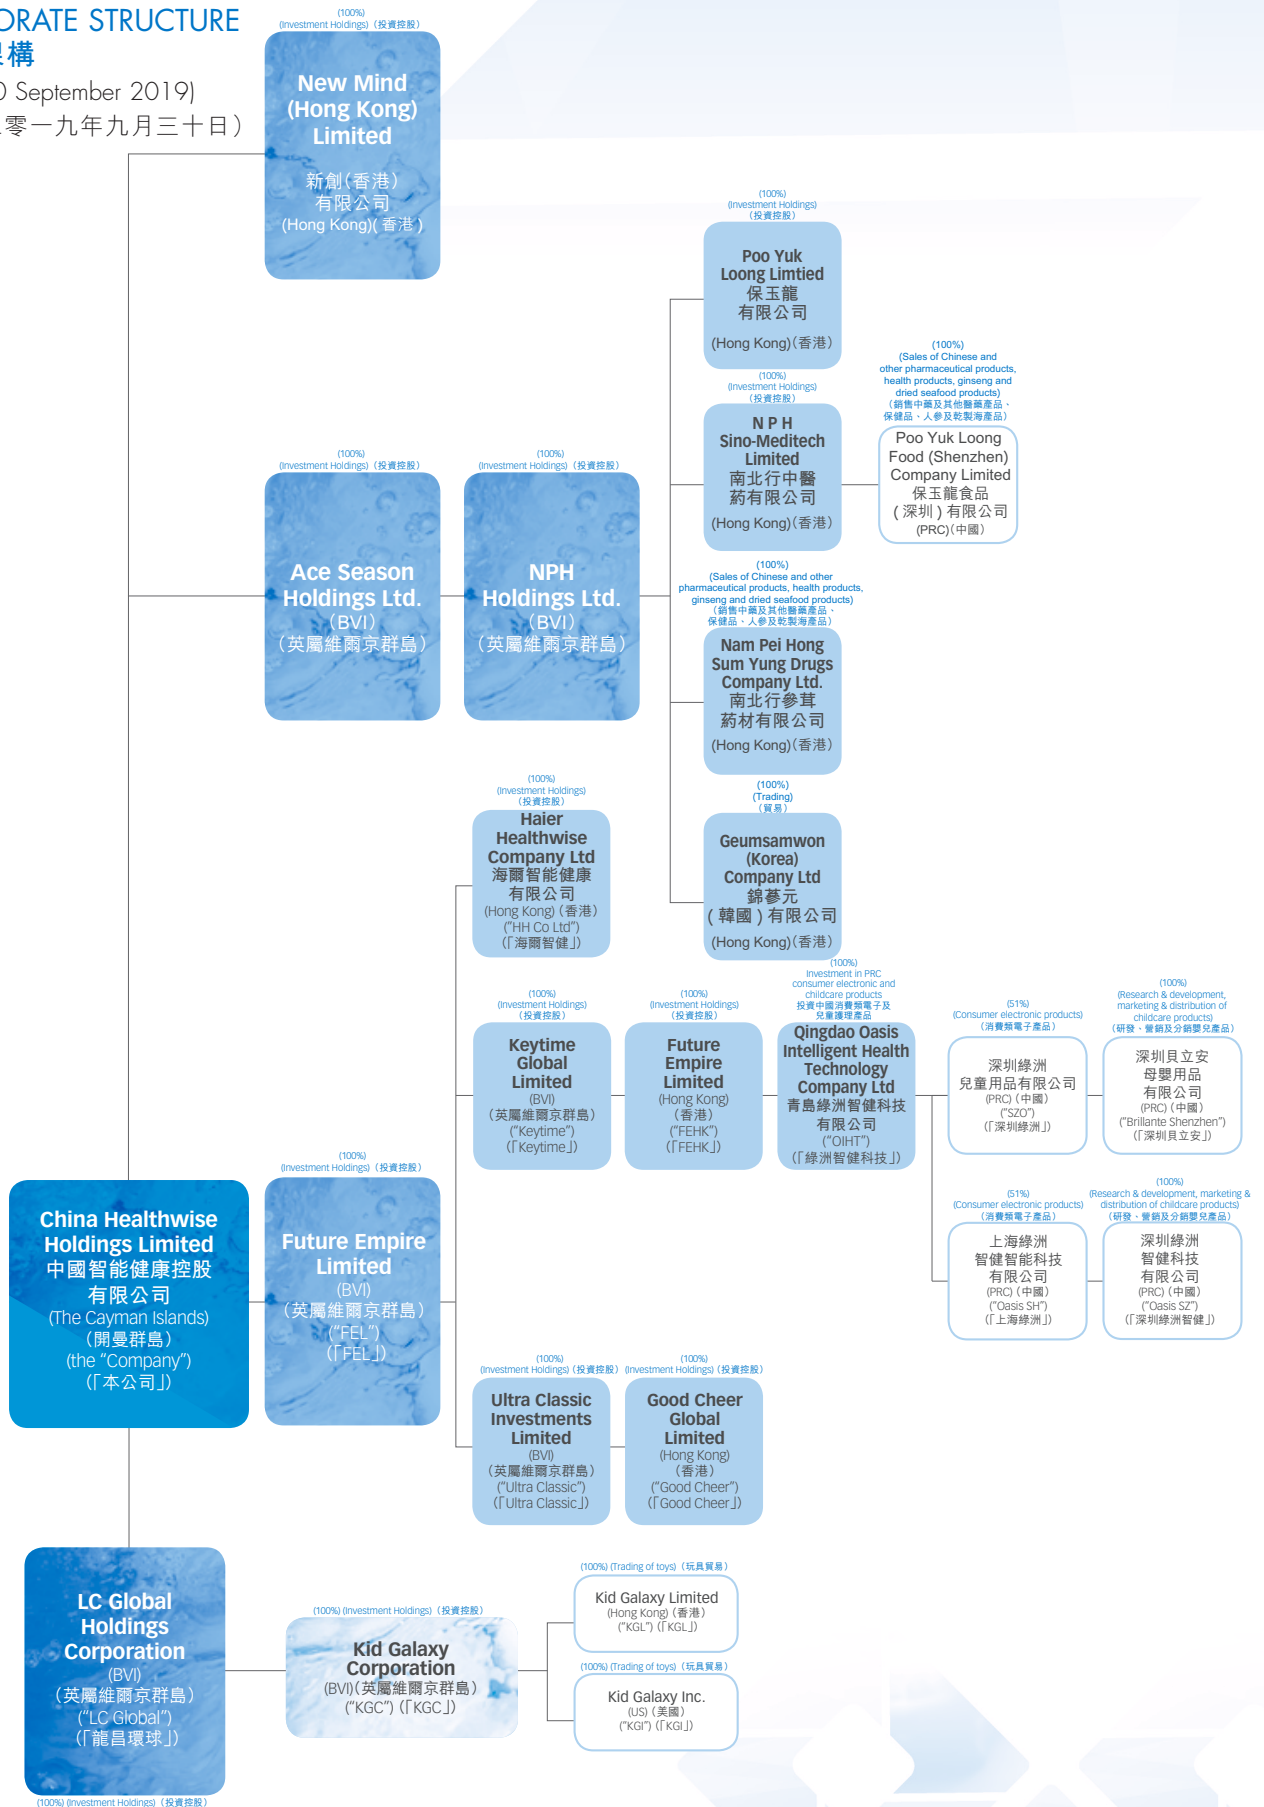 ORATE STRUCTURE
構
0 September 2019)
零一九年九月三十日）
(100%)
(Investment Holdings)（投資控股）
New Mind
(Hong Kong)
Limited
新創(香港)
有限公司
(Hong Kong)(香港)
(100%)
(Investment Holdings)
（投資控股）
Poo Yuk
Loong Limtied
保玉龍
有限公司
(Hong Kong)(香港)
(100%)
(Investment Holdings)
（投資控股）
N P H
Sino-Meditech
Limited
南北行中醫
葯有限公司
(Hong Kong)(香港)
(100%)
(Sales of Chinese and
other pharmaceutical products,
health products, ginseng and
dried seafood products)
（銷售中藥及其他醫藥產品、
保健品、人參及乾製海產品）
Poo Yuk Loong
Food (Shenzhen)
Company Limited
保玉龍食品
(深圳)有限公司
(PRC)(中國)
(100%)
(Investment Holdings)（投資控股）
Ace Season
Holdings Ltd.
（BVI）
（英屬維爾京群島）
(100%)
(Investment Holdings)（投資控股）
NPH
Holdings Ltd.
（BVI）
（英屬維爾京群島）
(100%)
(Sales of Chinese and other
pharmaceutical products, health products,
ginseng and dried seafood products)
（銷售中藥及其他醫藥產品、
保健品、人參及乾製海產品）
Nam Pei Hong
Sum Yung Drugs
Company Ltd.
南北行參茸
葯材有限公司
(Hong Kong)(香港)
(100%)
(Trading)
（貿易）
Geumsamwon
(Korea)
Company Ltd
錦蔘元
(韓國)有限公司
(Hong Kong)(香港)
(100%)
(Investment Holdings)
（投資控股）
Haier
Healthwise
Company Ltd
海爾智能健康
有限公司
(Hong Kong)（香港）
("HH Co Ltd")
(「海爾智健」)
(100%)
(Investment Holdings)
（投資控股）
Keytime
Global
Limited
(BVI)
（英屬維爾京群島）
("Keytime")
(「Keytime」)
(100%)
(Investment Holdings)
（投資控股）
Future
Empire
Limited
(Hong Kong)
（香港）
("FEHK")
(「FEHK」)
(100%)
Investment in PRC
consumer electronic and
childcare products
投資中國消費類電子及
兒童護理產品
Qingdao Oasis
Intelligent Health
Technology
Company Ltd
青島綠洲智健科技
有限公司
("OIHT")
(「綠洲智健科技」)
(51%)
(Consumer electronic products)
（消費類電子產品）
深圳綠洲
兒童用品有限公司
(PRC)（中國）
("SZO")
(「深圳綠洲」)
(100%)
(Research & development,
marketing & distribution of
childcare products)
（研發、營銷及分銷嬰兒產品）
深圳貝立安
母嬰用品
有限公司
(PRC)（中國）
("Brillante Shenzhen")
(「深圳貝立安」)
(51%)
(Consumer electronic products)
（消費類電子產品）
上海綠洲
智健智能科技
有限公司
(PRC)（中國）
("Oasis SH")
(「上海綠洲」)
(100%)
(Research & development, marketing &
distribution of childcare products)
（研發、營銷及分銷嬰兒產品）
深圳綠洲
智健科技
有限公司
(PRC)（中國）
("Oasis SZ")
(「深圳綠洲智健」)
China Healthwise
Holdings Limited
中國智能健康控股
有限公司
(The Cayman Islands)
（開曼群島）
(the "Company")
(「本公司」)
(100%)
(Investment Holdings)（投資控股）
Future Empire
Limited
(BVI)
（英屬維爾京群島）
("FEL")
(「FEL」)
(100%)
(Investment Holdings)（投資控股）
Ultra Classic
Investments
Limited
(BVI)
（英屬維爾京群島）
("Ultra Classic")
(「Ultra Classic」)
(100%)
(Investment Holdings)（投資控股）
Good Cheer
Global
Limited
(Hong Kong)
（香港）
("Good Cheer")
(「Good Cheer」)
LC Global
Holdings
Corporation
(BVI)
（英屬維爾京群島）
("LC Global")
(「龍昌環球」)
(100%) (Investment Holdings)（投資控股）
(100%) (Investment Holdings)（投資控股）
Kid Galaxy
Corporation
(BVI)(英屬維爾京群島）
("KGC")(「KGC」)
(100%) (Trading of toys)（玩具貿易）
Kid Galaxy Limited
(Hong Kong)（香港）
("KGL")(「KGL」)
(100%) (Trading of toys)（玩具貿易）
Kid Galaxy Inc.
(US)（美國）
("KGI")(「KGI」)